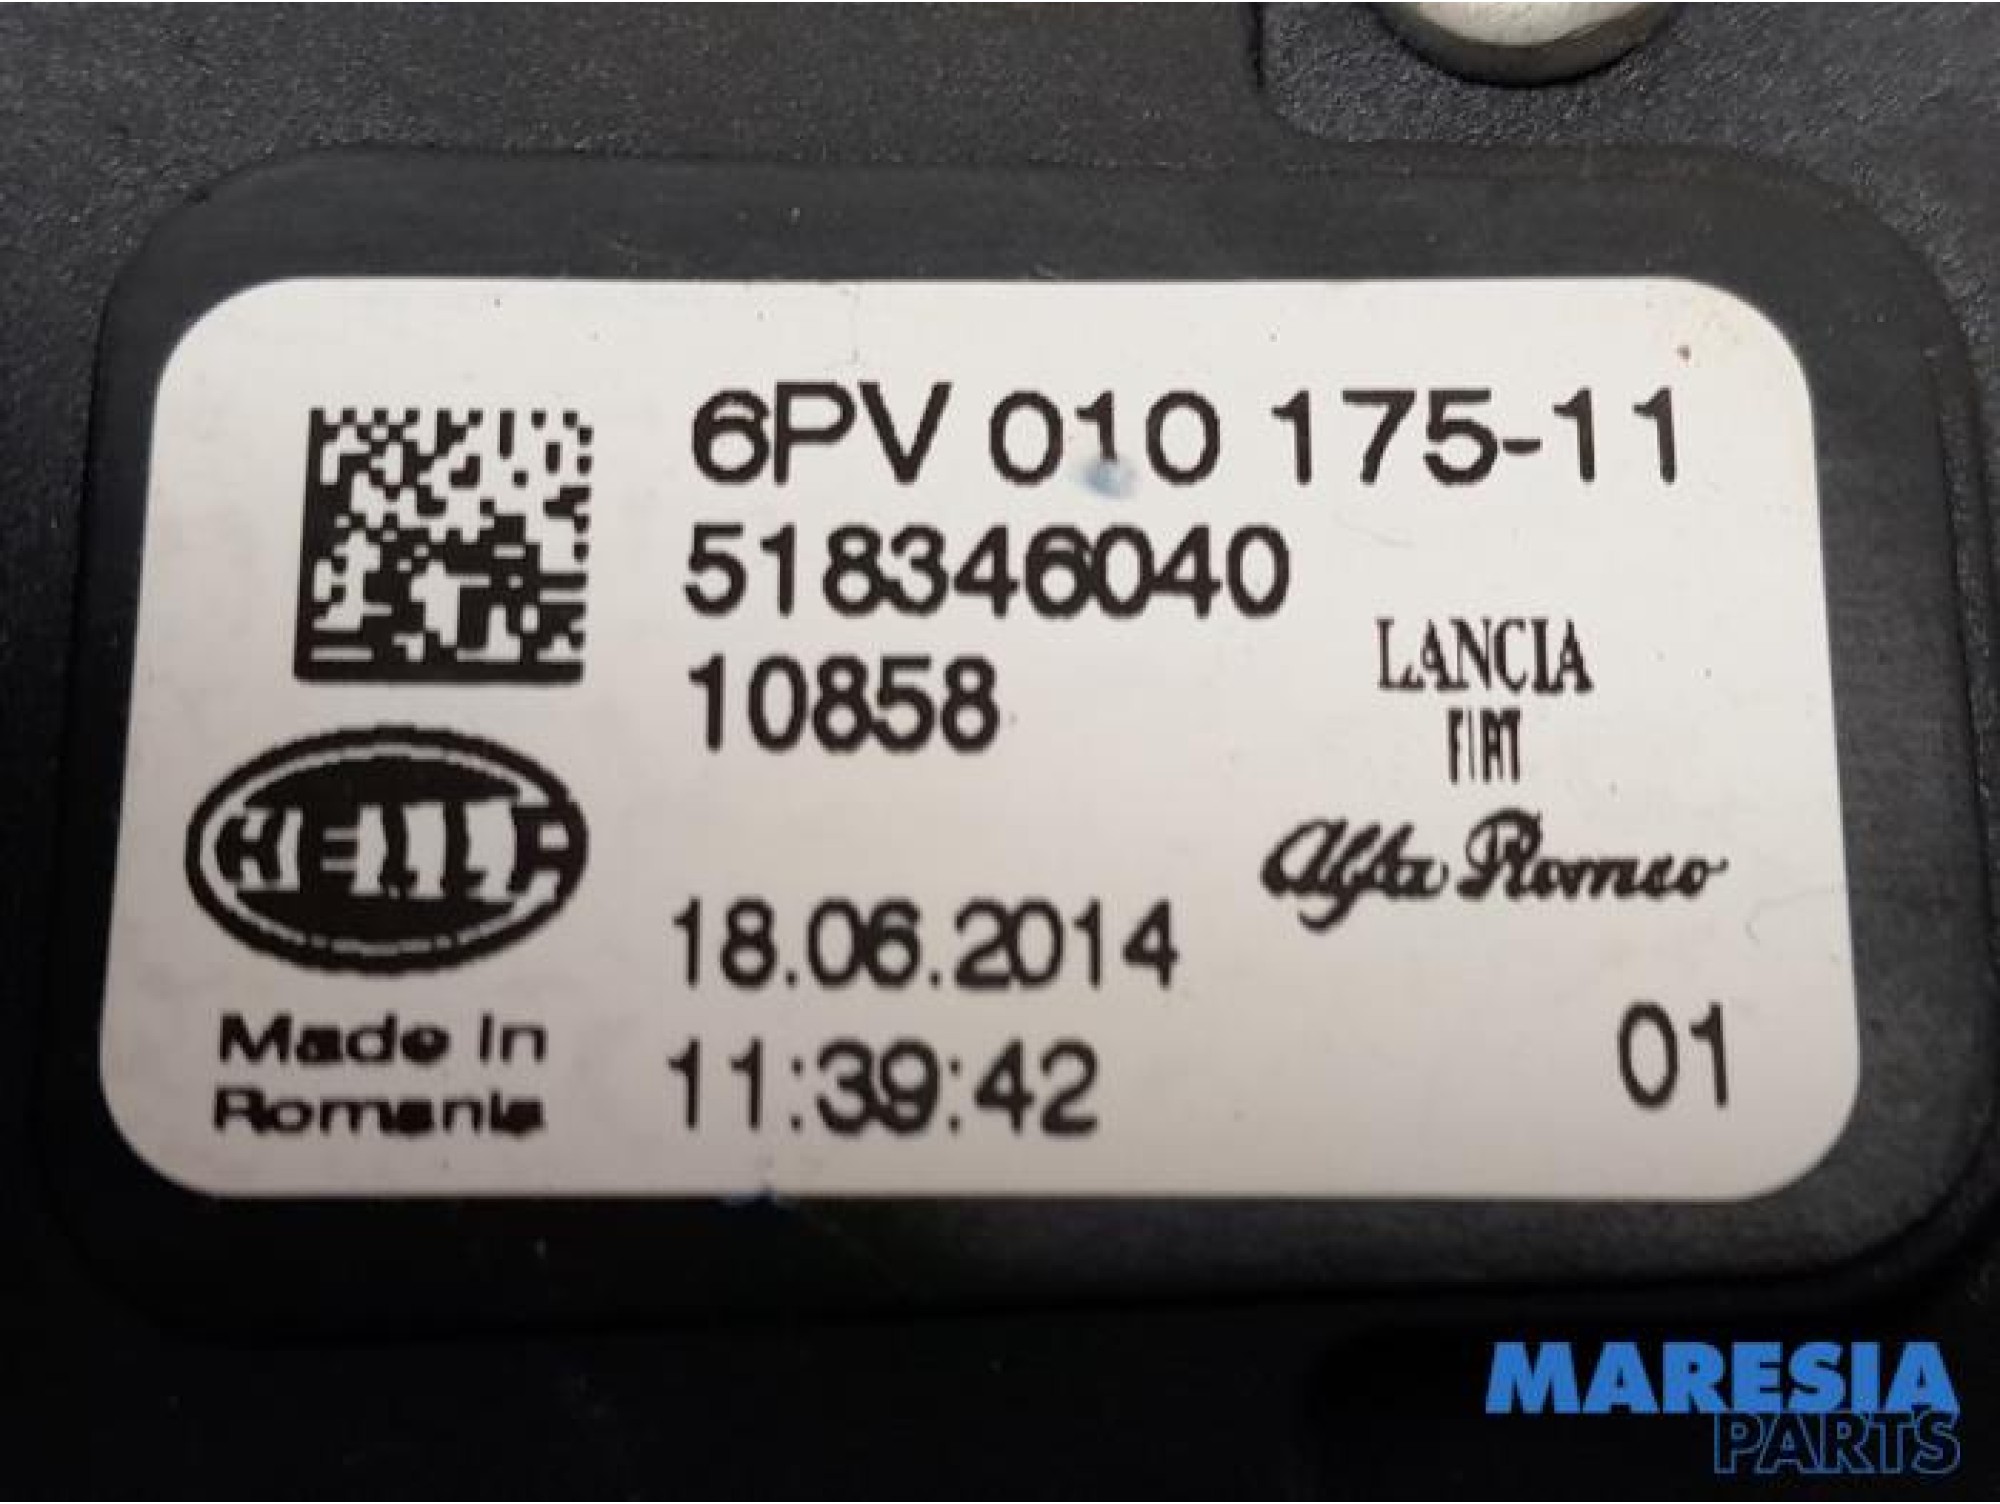 6PV 010 175-11
518346040
10858
LANCIA
FIAT
Alfa Romeo
HELLA
18.06.2014
Made in
Romania
11:39:42
01
MARESIA
PARTS